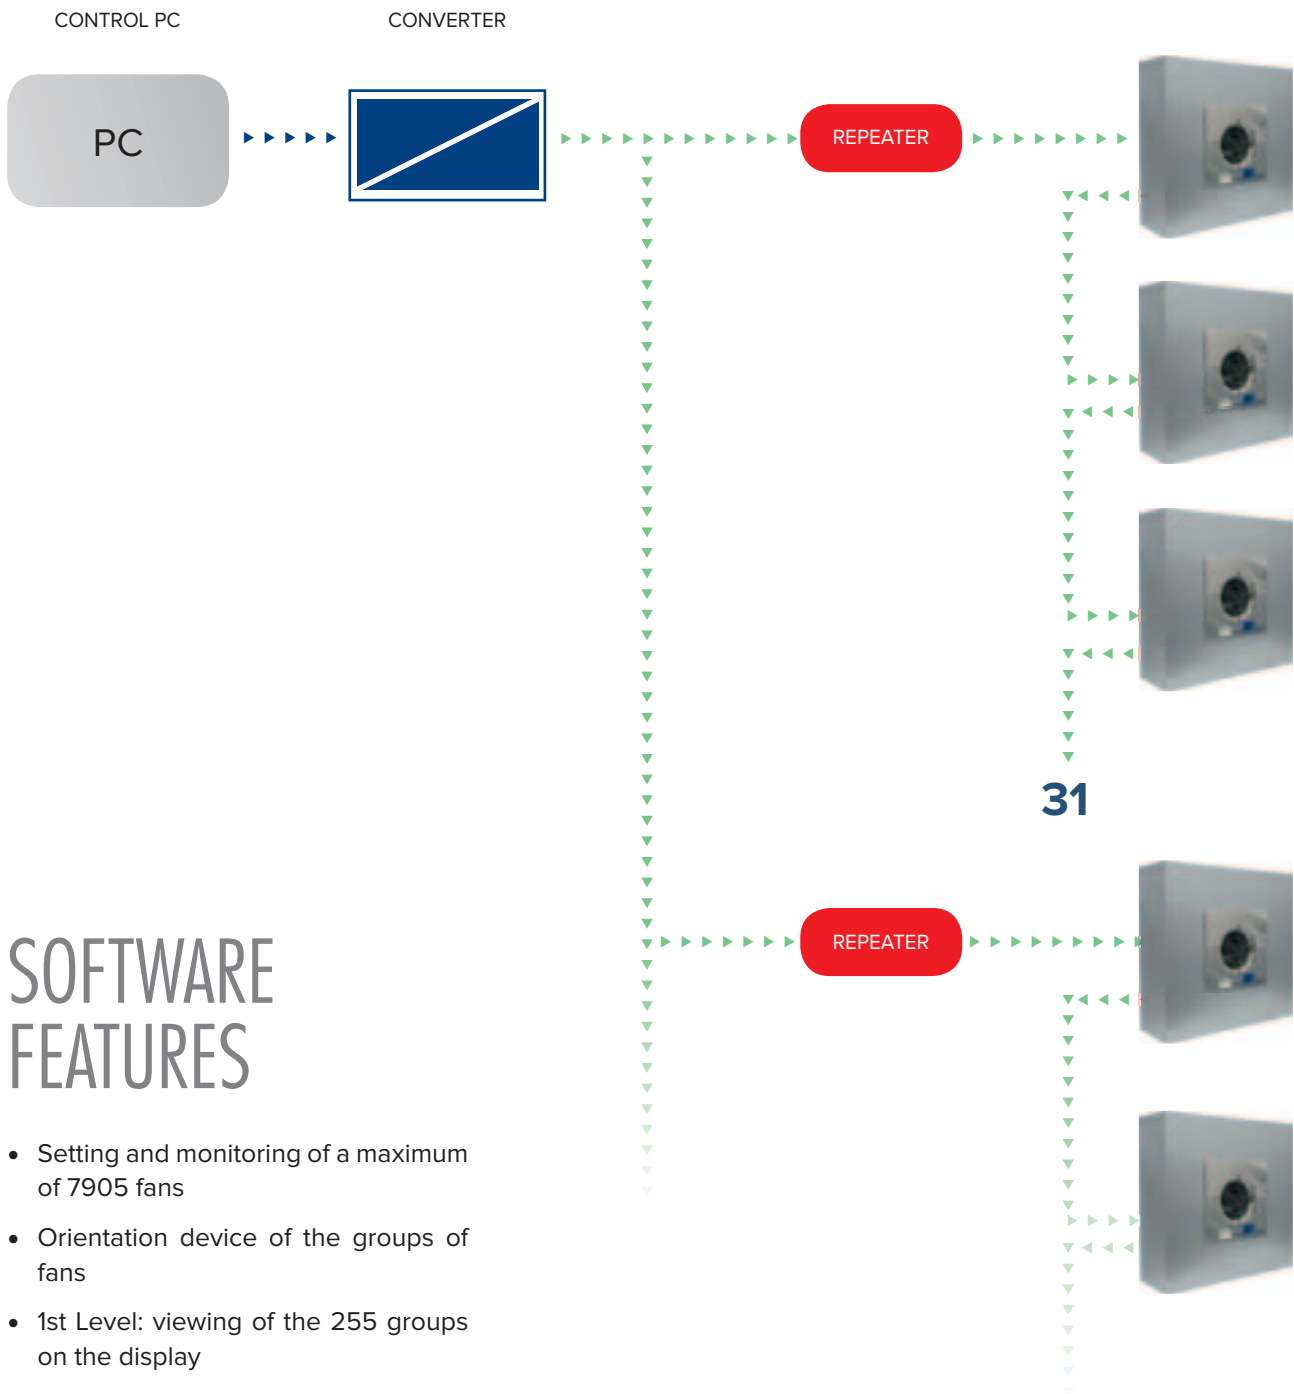 CONTROL PC
CONVERTER
PC
REPEATER
31
REPEATER
SOFTWARE
FEATURES
• Setting and monitoring of a maximum
of 7905 fans
• Orientation device of the groups of
fans
• 1st Level: viewing of the 255 groups
on the display